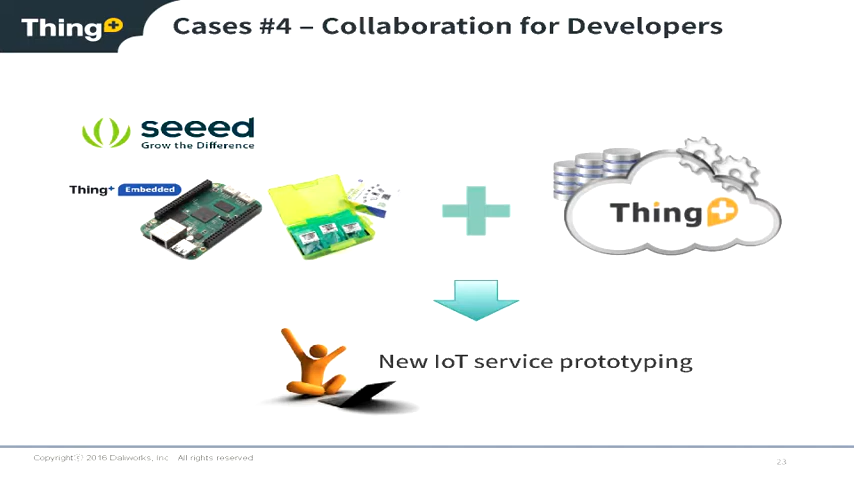 Thing+
Cases #4 – Collaboration for Developers
seeed
Grow the Difference
Thing+ Embedded
Thing+
New IoT service prototyping
Copyrightⓒ 2016 Daliworks, Inc All rights reserved
23